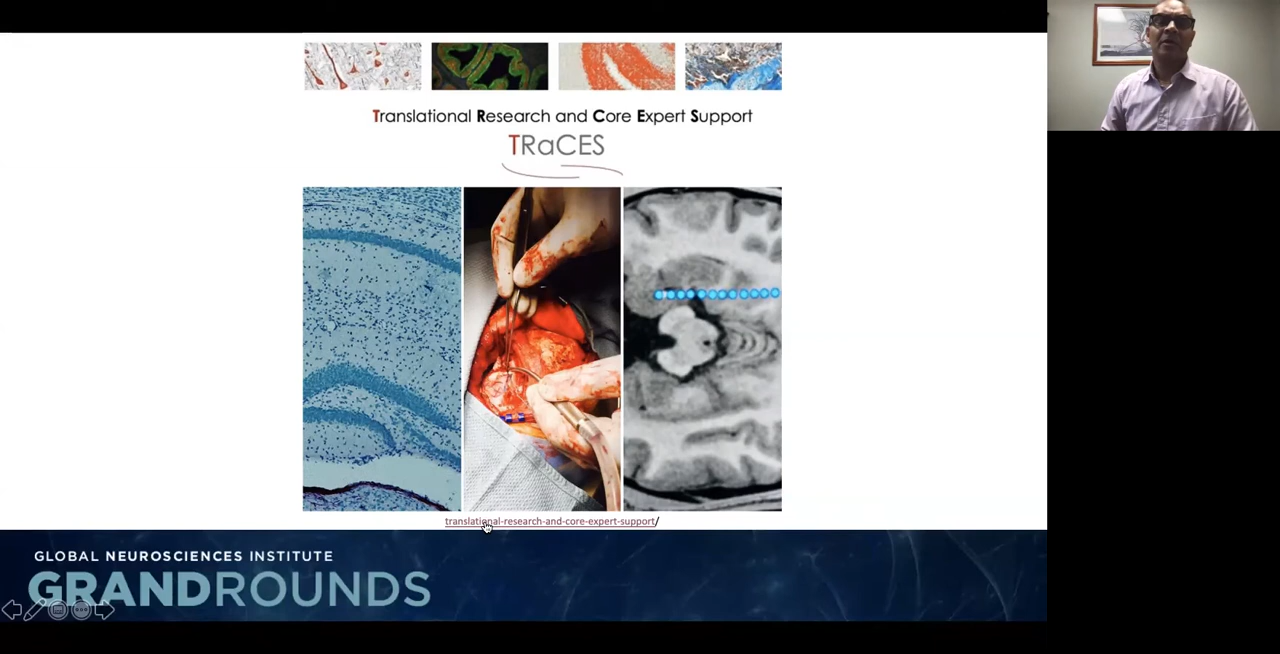 Translational Research and Core Expert Support
TRaCES
translational-research-and-core-expert-support/
GLOBAL NEUROSCIENCES INSTITUTE
GRANDROUNDS